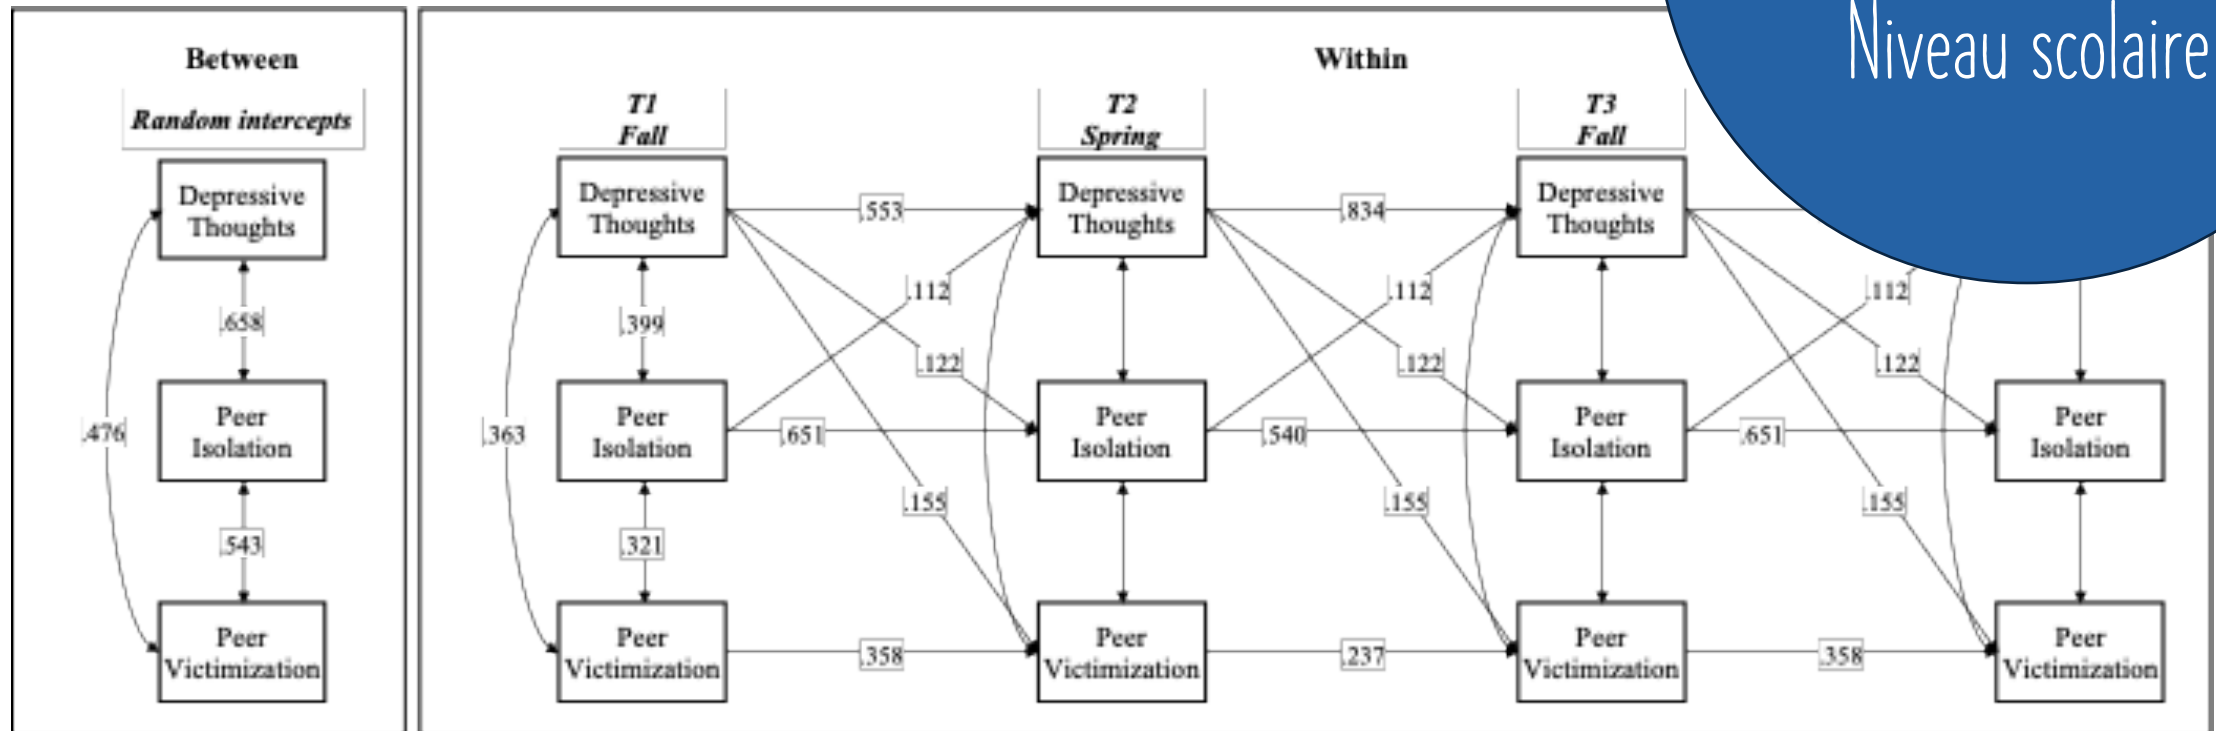 Niveau scolaire
Between
Within
Random intercepts
T1
Fall
T2
Spring
T3
Fall
Depressive
Thoughts
Depressive
Thoughts
Depressive
Thoughts
Depressive
Thoughts
.553
.834
.658
.399
.112
.112
.112
.122
.122
.122
.476
.363
Peer
Isolation
Peer
Isolation
.651
Peer
Isolation
.540
Peer
Isolation
.651
Peer
Isolation
.155
.155
.155
.543
.321
Peer
Victimization
Peer
Victimization
.358
Peer
Victimization
.237
Peer
Victimization
.358
Peer
Victimization